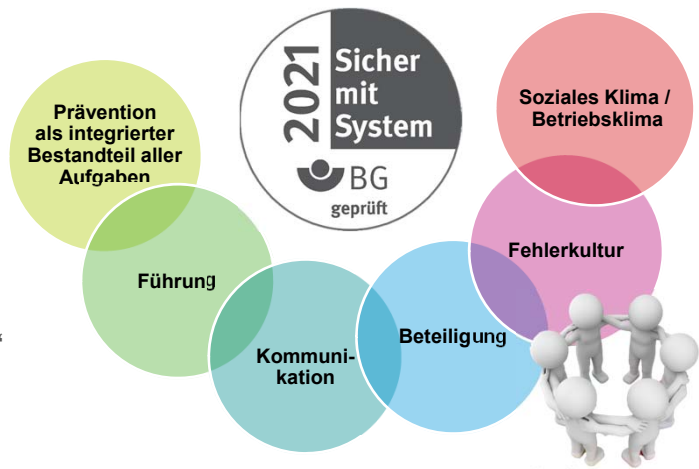 Prävention
als integrierter
Bestandteil aller
Aufgaben
2021
Sicher
mit
System
BG
geprüft
Soziales Klima /
Betriebsklima
Führung
Fehlerkultur
Kommuni-
kation
Beteiligung